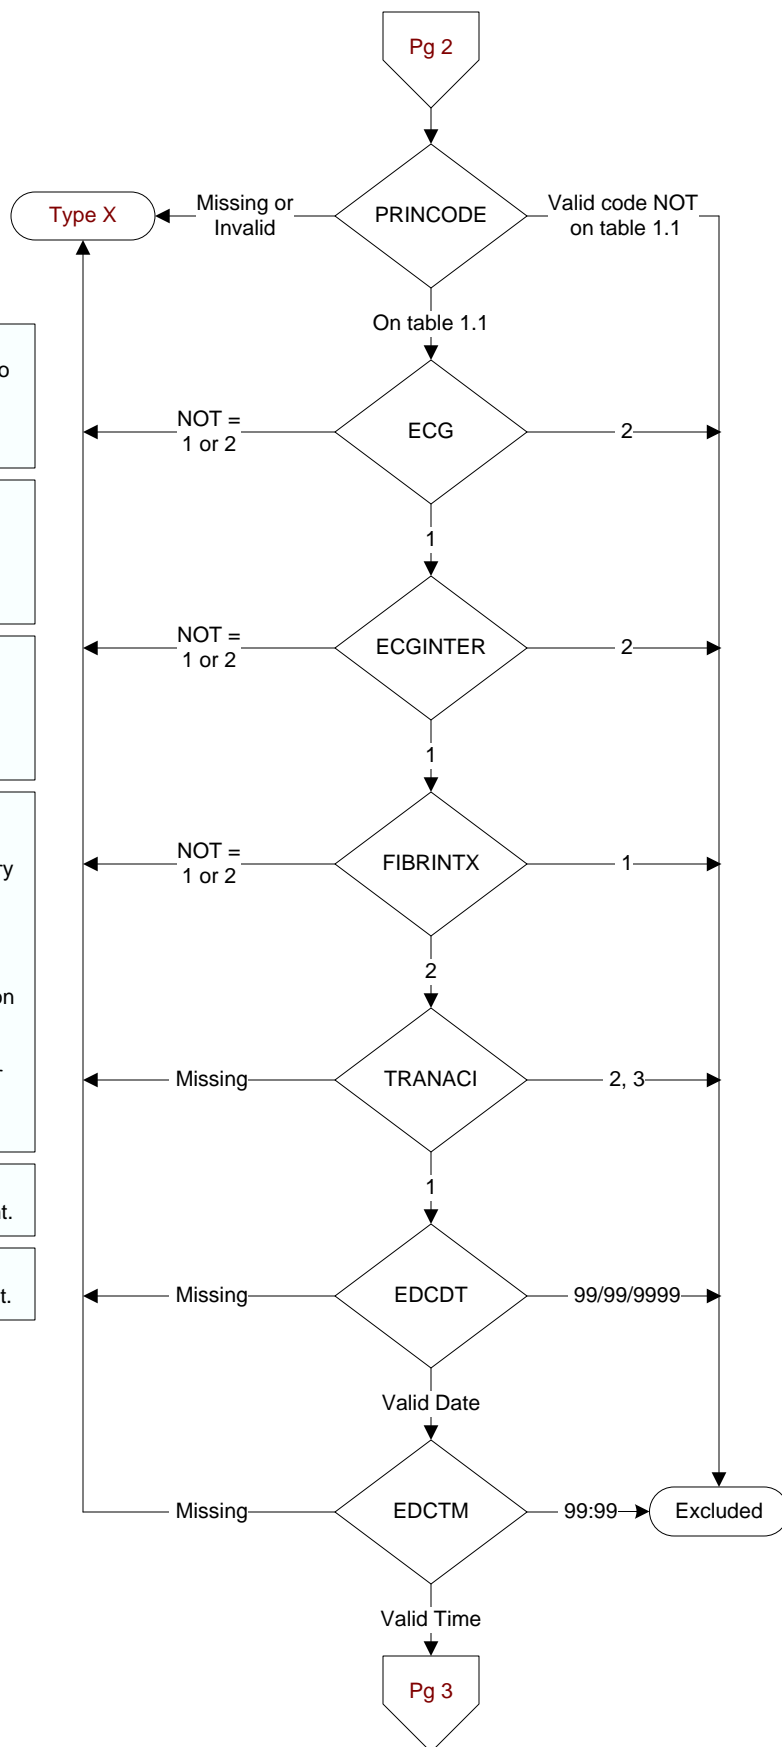 Pg 2
Type X
Missing or
Invalid
PRINCODE
Valid code NOT
on table 1.1
On table 1.1
o
NOT =
1 or 2
ECG
2
1
NOT =
1 or 2
ECGINTER
2
1
ry
NOT =
1 or 2
FIBRINTX
1
2
on
Missing
TRANACI
2, 3
1
t.
Missing
EDCDT
99/99/9999
t.
Valid Date
Missing
EDCTM
99:99
Excluded
Valid Time
Pg 3